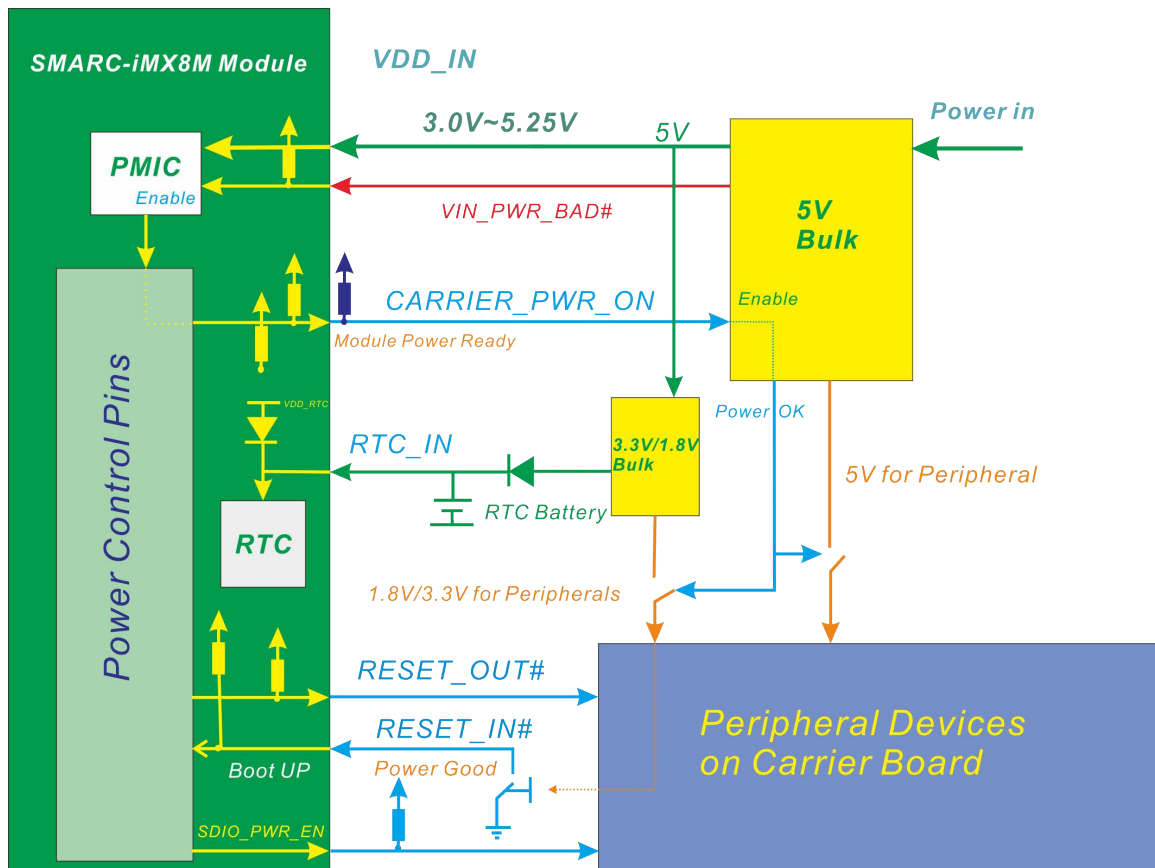 SMARC-iMX8M Module
VDD_IN
3.0V~5.25V
5V
Power in
PMIC
Enable
VIN_PWR_BAD#
5V
Bulk
CARRIER_PWR_ON
Enable
Module Power Ready
Power Control Pins
VDD_RTC
Power OK
RTC_IN
3.3V/1.8V
Bulk
5V for Peripheral
RTC Battery
RTC
1.8V/3.3V for Peripherals
RESET_OUT#
RESET_IN#
Peripheral Devices
on Carrier Board
Boot UP
Power Good
SDIO_PWR_EN